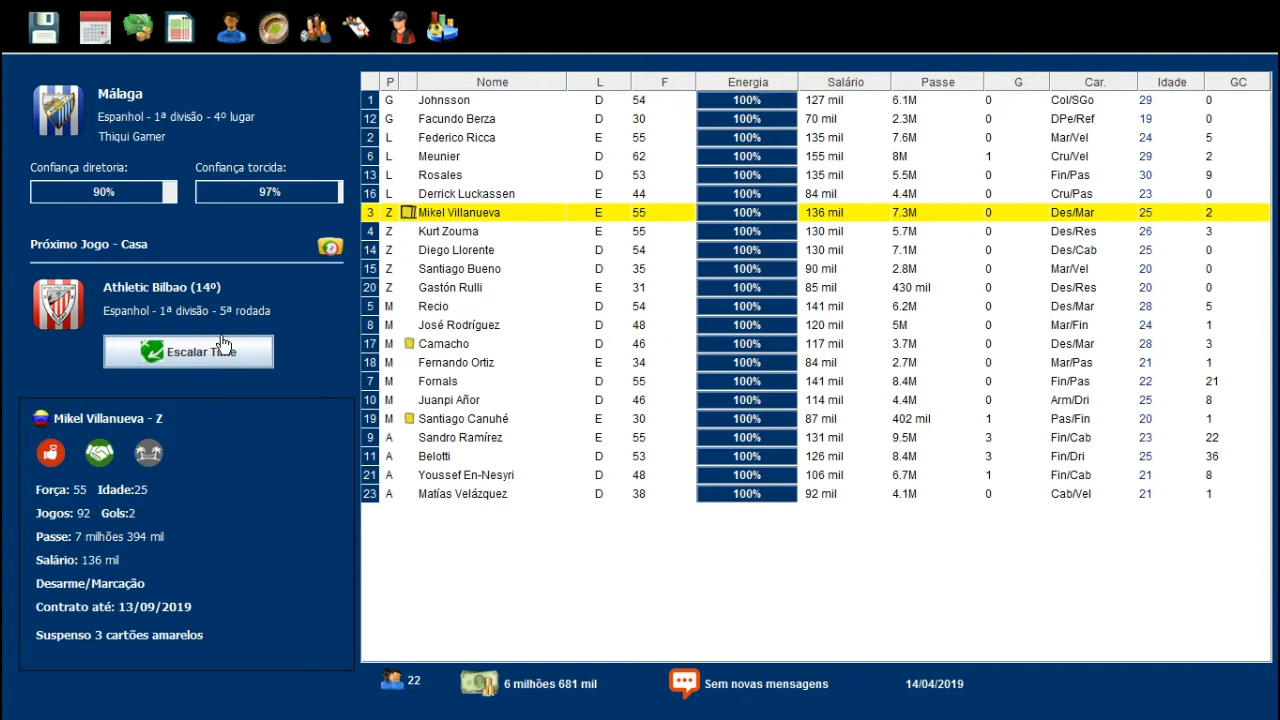 Málaga
Espanhol - 1ª divisão - 4º lugar
Thiqui Gamer
Confiança diretoria: Confiança torcida:
90% 97%
Próximo Jogo - Casa
Athletic Bilbao (14º)
Espanhol - 1ª divisão - 5ª rodada
Escalar Time
Mikel Villanueva - Z
Força: 55 Idade:25
Jogos: 92 Gols:2
Passe: 7 milhões 394 mil
Salário: 136 mil
Desarme/Marcação
Contrato até: 13/09/2019
Suspenso 3 cartões amarelos
P Nome L F Energia Salário Passe G Car. Idade GC
1 G Johnsson D 54 100% 127 mil 6.1M 0 Col/SGo 29 0
12 G Facundo Berza D 30 100% 70 mil 2.3M 0 DPe/Ref 19 0
2 L Federico Ricca E 55 100% 135 mil 7.6M 0 Mar/Vel 24 5
6 L Meunier D 62 100% 155 mil 8M 1 Cru/Vel 29 2
13 L Rosales D 53 100% 135 mil 5.5M 0 Fin/Pas 30 9
16 L Derrick Luckassen E 44 100% 84 mil 4.4M 0 Cru/Pas 23 0
3 Z Mikel Villanueva E 55 100% 136 mil 7.3M 0 Des/Mar 25 2
4 Z Kurt Zouma E 55 100% 130 mil 5.7M 0 Des/Res 26 3
14 Z Diego Llorente D 54 100% 130 mil 7.1M 0 Des/Cab 25 0
15 Z Santiago Bueno D 35 100% 90 mil 2.8M 0 Mar/Vel 20 0
20 Z Gastón Rulli E 31 100% 85 mil 430 mil 0 Des/Res 20 0
5 M Recio D 54 100% 141 mil 6.2M 0 Des/Mar 28 5
8 M José Rodríguez D 48 100% 120 mil 5M 0 Mar/Fin 24 1
17 M Camacho D 46 100% 117 mil 3.7M 0 Des/Mar 28 3
18 M Fernando Ortiz E 34 100% 84 mil 2.7M 0 Mar/Pas 21 1
7 M Fornals D 55 100% 141 mil 8.4M 0 Fin/Pas 22 21
10 M Juanpi Añor D 46 100% 114 mil 4.4M 0 Arm/Dri 25 8
19 M Santiago Canuhé E 30 100% 87 mil 402 mil 1 Pas/Fin 20 1
9 A Sandro Ramírez E 55 100% 131 mil 9.5M 3 Fin/Cab 23 22
11 A Belotti D 53 100% 126 mil 8.4M 3 Fin/Dri 25 36
21 A Youssef En-Nesyri D 48 100% 106 mil 6.7M 1 Fin/Cab 21 8
23 A Matías Velázquez D 38 100% 92 mil 4.1M 0 Cab/Vel 21 1
22 6 milhões 681 mil Sem novas mensagens 14/04/2019